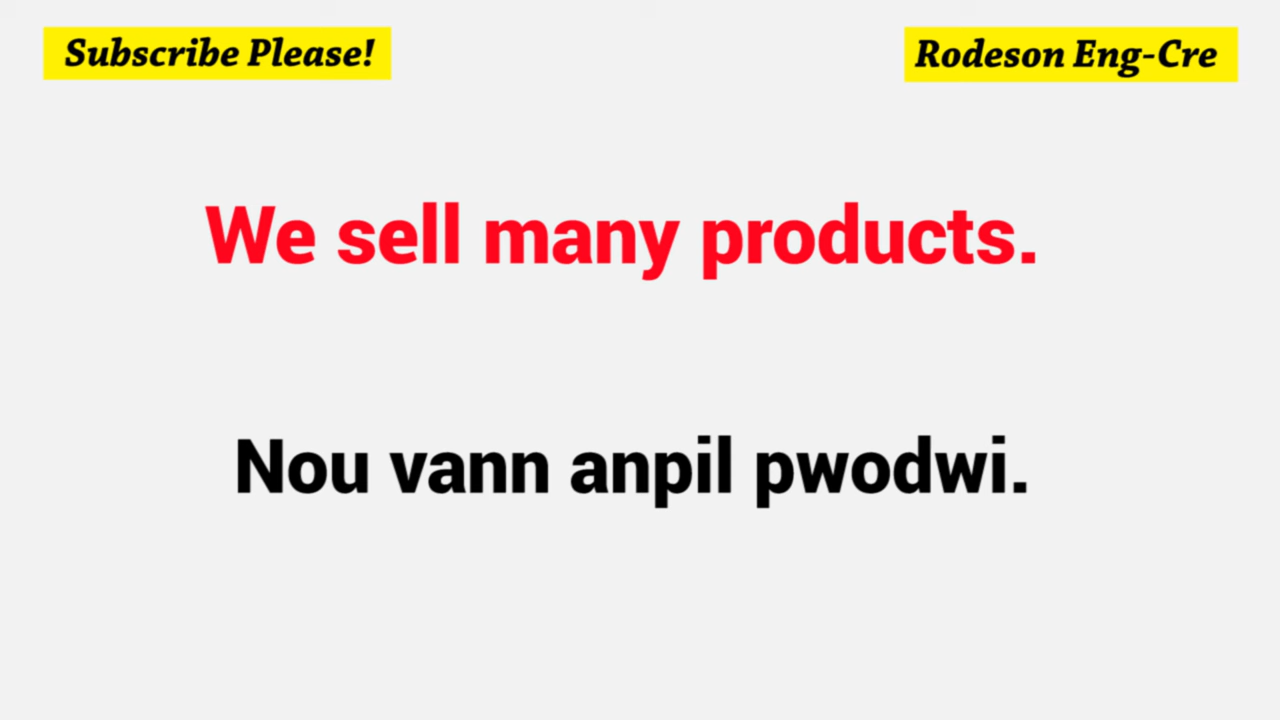 Subscribe Please!
Rodeson Eng-Cre
We sell many products.
Nou vann anpil pwodwi.